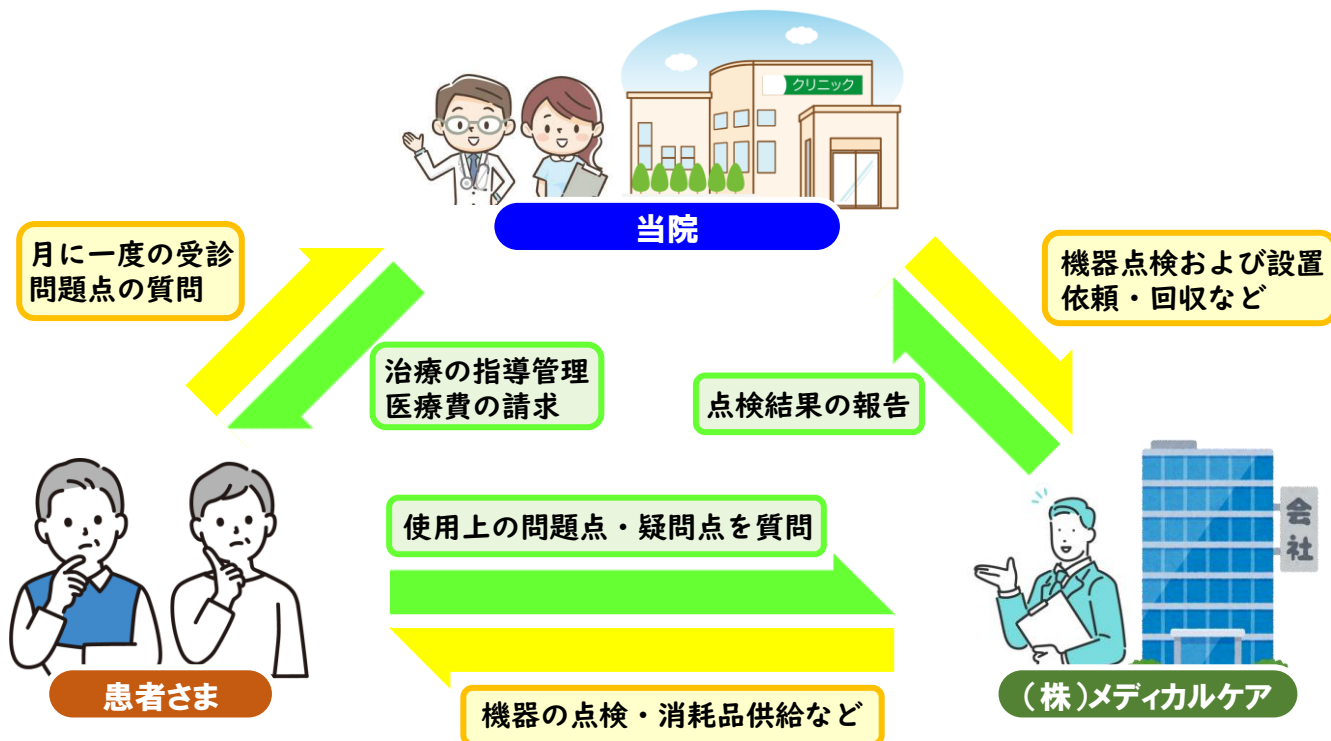 クリニック
当院
月に一度の受診
問題点の質問
機器点検および設置
依頼・回収など
治療の指導管理
医療費の請求
点検結果の報告
使用上の問題点・疑問点を質問
会社
患者さま
(株)メディカルケア
機器の点検・消耗品供給など